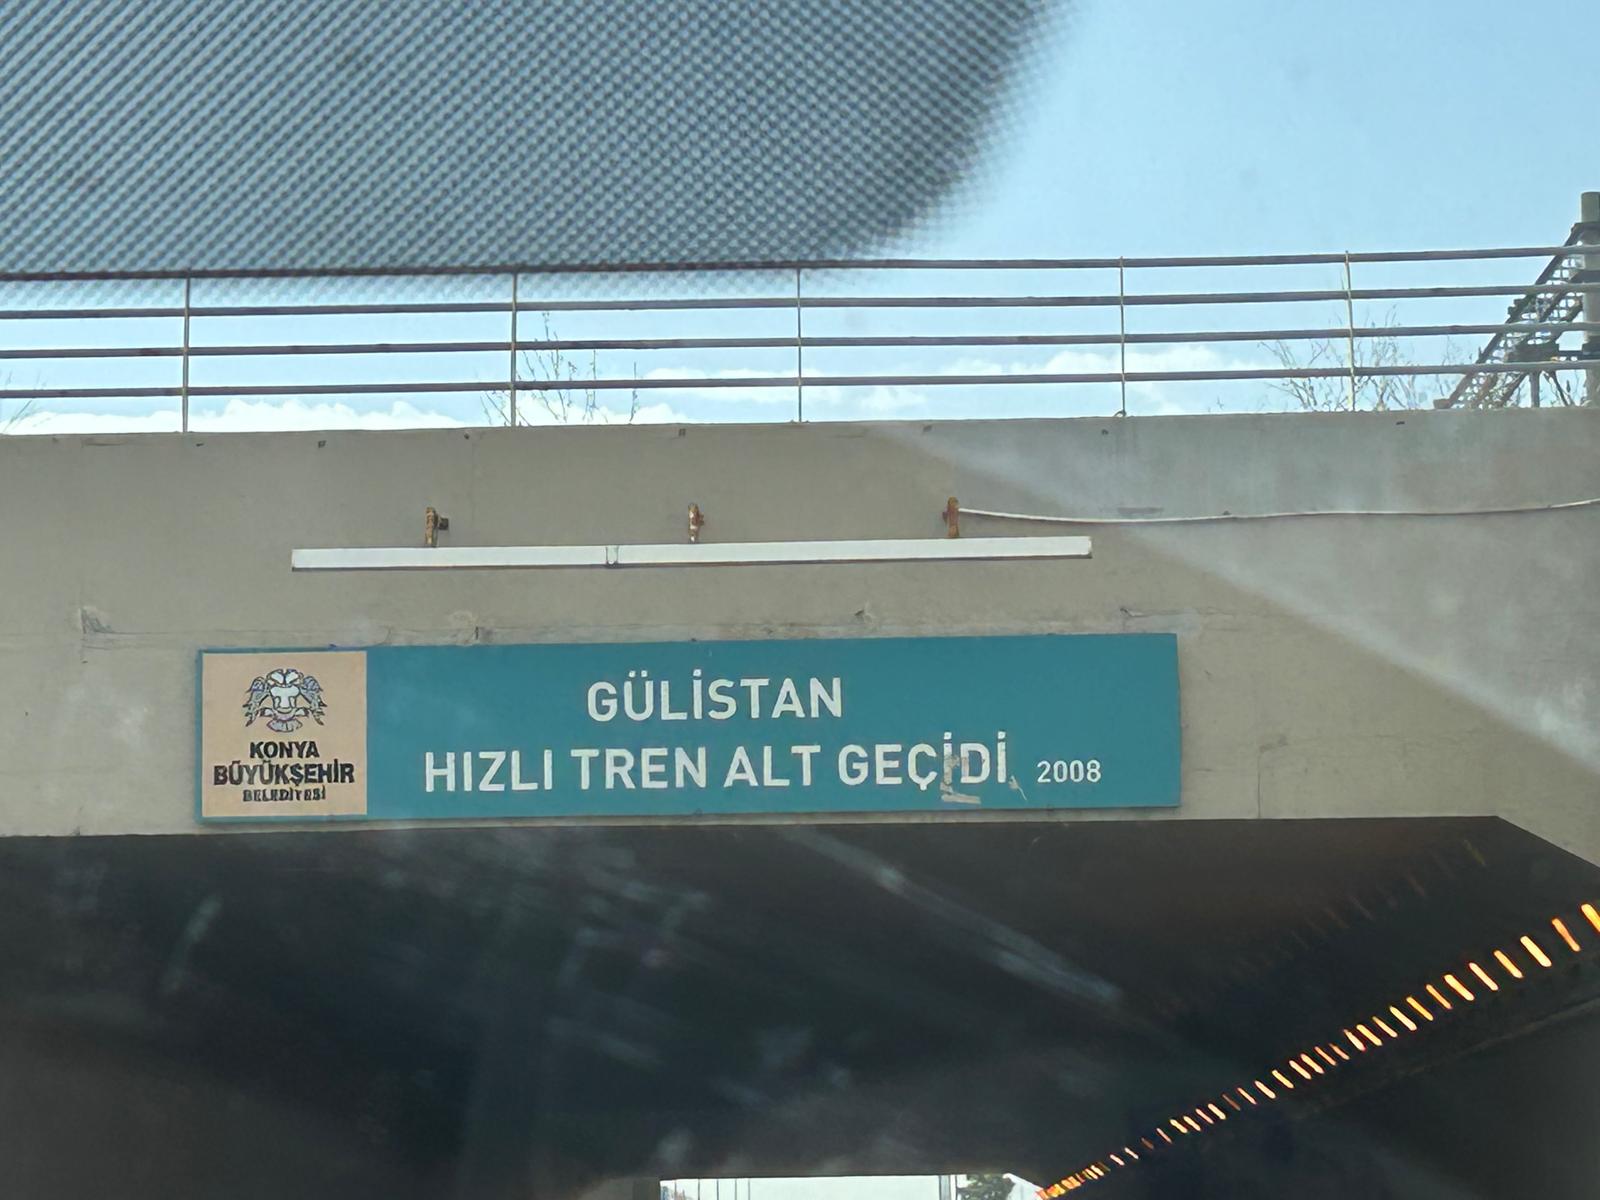 GÜLİSTAN
HIZLI TREN ALT GEÇİDİ 2008
KONYA
BÜYÜKŞEHİR
BELEDİYESİ